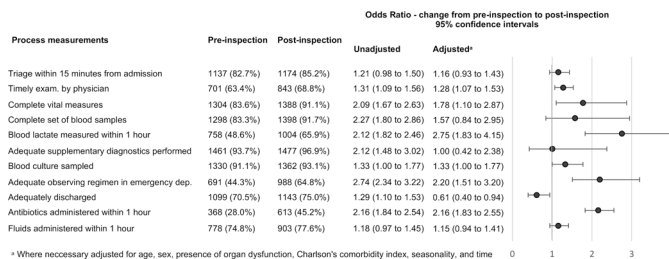 Odds Ratio - change from pre-inspection to post-inspection
95% confidence intervals
Process measurements Pre-inspection Post-inspection Unadjusted Adjustedᵃ
Triage within 15 minutes from admission 1137 (82.7%) 1174 (85.2%) 1.21 (0.98 to 1.50) 1.16 (0.93 to 1.43)
Timely exam. by physician 701 (63.4%) 843 (68.8%) 1.31 (1.09 to 1.56) 1.28 (1.07 to 1.53)
Complete vital measures 1304 (83.6%) 1388 (91.1%) 2.09 (1.67 to 2.63) 1.78 (1.10 to 2.87)
Complete set of blood samples 1298 (83.3%) 1398 (91.7%) 2.27 (1.80 to 2.86) 1.57 (0.84 to 2.95)
Blood lactate measured within 1 hour 758 (48.6%) 1004 (65.9%) 2.12 (1.82 to 2.46) 2.75 (1.83 to 4.15)
Adequate supplementary diagnostics performed 1461 (93.7%) 1477 (96.9%) 2.12 (1.48 to 3.02) 1.00 (0.42 to 2.38)
Blood culture sampled 1330 (91.1%) 1362 (93.1%) 1.33 (1.00 to 1.77) 1.33 (1.00 to 1.77)
Adequate observing regimen in emergency dep. 691 (44.3%) 988 (64.8%) 2.74 (2.34 to 3.22) 2.20 (1.51 to 3.20)
Adequately discharged 1099 (70.5%) 1143 (75.0%) 1.29 (1.10 to 1.53) 0.61 (0.40 to 0.94)
Antibiotics administered within 1 hour 368 (28.0%) 613 (45.2%) 2.16 (1.84 to 2.54) 2.16 (1.83 to 2.55)
Fluids administered within 1 hour 778 (74.8%) 903 (77.6%) 1.18 (0.97 to 1.45) 1.15 (0.94 to 1.41)
ᵃ Where neccessary adjusted for age, sex, presence of organ dysfunction, Charlson's comorbidity index, seasonality, and time
0 1 2 3